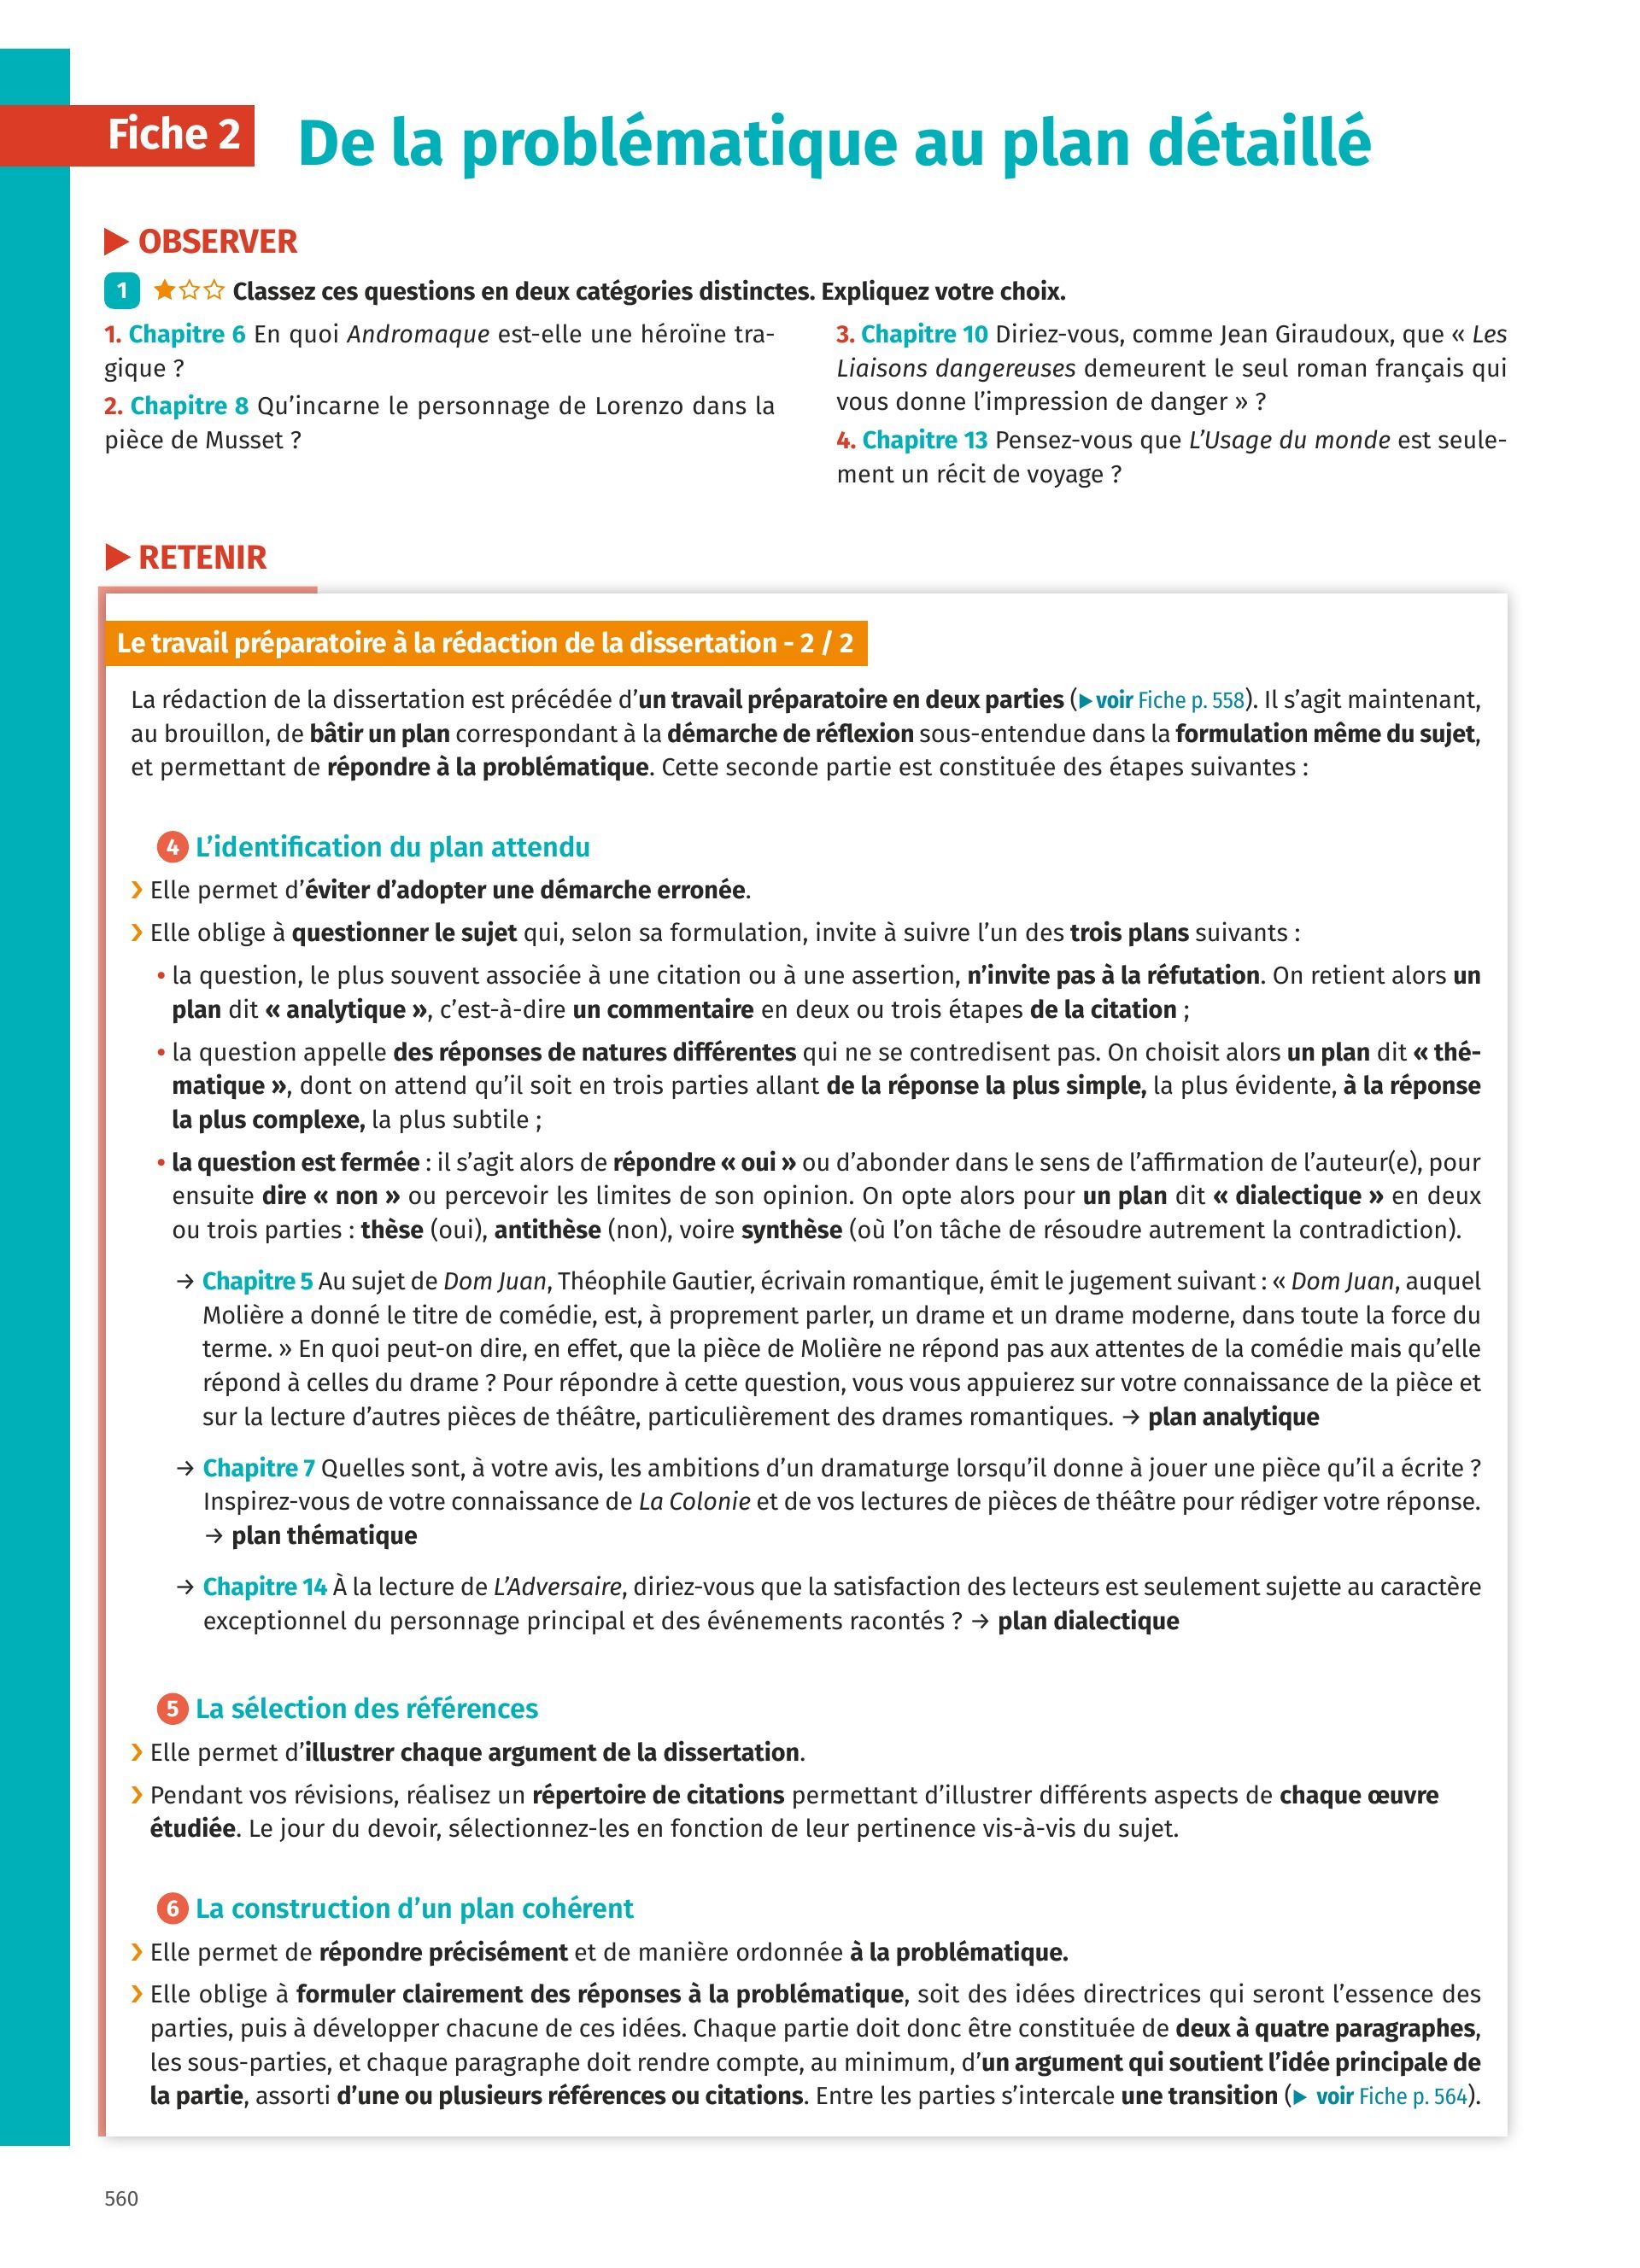 Fiche 2
De la problématique au plan détaillé
▶ OBSERVER
1 ★☆☆ Classez ces questions en deux catégories distinctes. Expliquez votre choix.
1. Chapitre 6 En quoi Andromaque est-elle une héroïne tra-
gique ?
2. Chapitre 8 Qu’incarne le personnage de Lorenzo dans la
pièce de Musset ?
3. Chapitre 10 Diriez-vous, comme Jean Giraudoux, que « Les
Liaisons dangereuses demeurent le seul roman français qui
vous donne l’impression de danger » ?
4. Chapitre 13 Pensez-vous que L’Usage du monde est seule-
ment un récit de voyage ?
▶ RETENIR
Le travail préparatoire à la rédaction de la dissertation - 2 / 2
La rédaction de la dissertation est précédée d’un travail préparatoire en deux parties (▶ voir Fiche p. 558). Il s’agit maintenant,
au brouillon, de bâtir un plan correspondant à la démarche de réflexion sous-entendue dans la formulation même du sujet,
et permettant de répondre à la problématique. Cette seconde partie est constituée des étapes suivantes :
4 L’identification du plan attendu
› Elle permet d’éviter d’adopter une démarche erronée.
› Elle oblige à questionner le sujet qui, selon sa formulation, invite à suivre l’un des trois plans suivants :
• la question, le plus souvent associée à une citation ou à une assertion, n’invite pas à la réfutation. On retient alors un
plan dit « analytique », c’est-à-dire un commentaire en deux ou trois étapes de la citation ;
• la question appelle des réponses de natures différentes qui ne se contredisent pas. On choisit alors un plan dit « thé-
matique », dont on attend qu’il soit en trois parties allant de la réponse la plus simple, la plus évidente, à la réponse
la plus complexe, la plus subtile ;
• la question est fermée : il s’agit alors de répondre « oui » ou d’abonder dans le sens de l’affirmation de l’auteur(e), pour
ensuite dire « non » ou percevoir les limites de son opinion. On opte alors pour un plan dit « dialectique » en deux
ou trois parties : thèse (oui), antithèse (non), voire synthèse (où l’on tâche de résoudre autrement la contradiction).
→ Chapitre 5 Au sujet de Dom Juan, Théophile Gautier, écrivain romantique, émit le jugement suivant : « Dom Juan, auquel
Molière a donné le titre de comédie, est, à proprement parler, un drame et un drame moderne, dans toute la force du
terme. » En quoi peut-on dire, en effet, que la pièce de Molière ne répond pas aux attentes de la comédie mais qu’elle
répond à celles du drame ? Pour répondre à cette question, vous vous appuierez sur votre connaissance de la pièce et
sur la lecture d’autres pièces de théâtre, particulièrement des drames romantiques. → plan analytique
→ Chapitre 7 Quelles sont, à votre avis, les ambitions d’un dramaturge lorsqu’il donne à jouer une pièce qu’il a écrite ?
Inspirez-vous de votre connaissance de La Colonie et de vos lectures de pièces de théâtre pour rédiger votre réponse.
→ plan thématique
→ Chapitre 14 À la lecture de L’Adversaire, diriez-vous que la satisfaction des lecteurs est seulement sujette au caractère
exceptionnel du personnage principal et des événements racontés ? → plan dialectique
5 La sélection des références
› Elle permet d’illustrer chaque argument de la dissertation.
› Pendant vos révisions, réalisez un répertoire de citations permettant d’illustrer différents aspects de chaque œuvre
étudiée. Le jour du devoir, sélectionnez-les en fonction de leur pertinence vis-à-vis du sujet.
6 La construction d’un plan cohérent
› Elle permet de répondre précisément et de manière ordonnée à la problématique.
› Elle oblige à formuler clairement des réponses à la problématique, soit des idées directrices qui seront l’essence des
parties, puis à développer chacune de ces idées. Chaque partie doit donc être constituée de deux à quatre paragraphes,
les sous-parties, et chaque paragraphe doit rendre compte, au minimum, d’un argument qui soutient l’idée principale de
la partie, assorti d’une ou plusieurs références ou citations. Entre les parties s’intercale une transition (▶ voir Fiche p. 564).
560